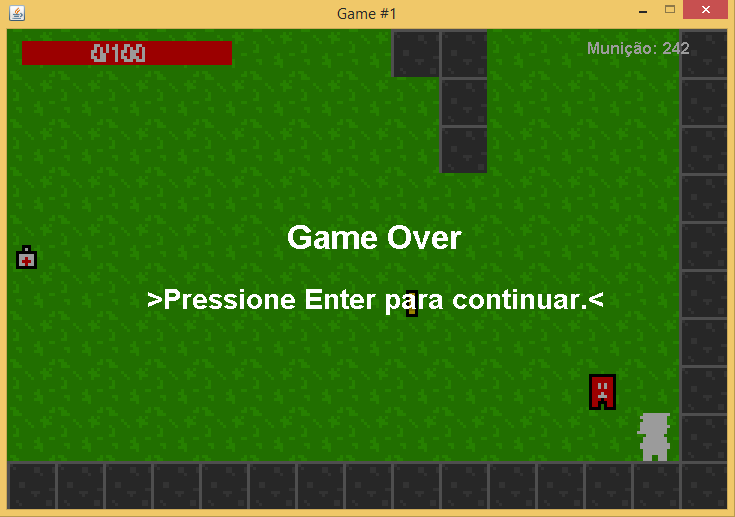 Game #1
0/100
Munição: 242
Game Over
>Pressione Enter para continuar.<